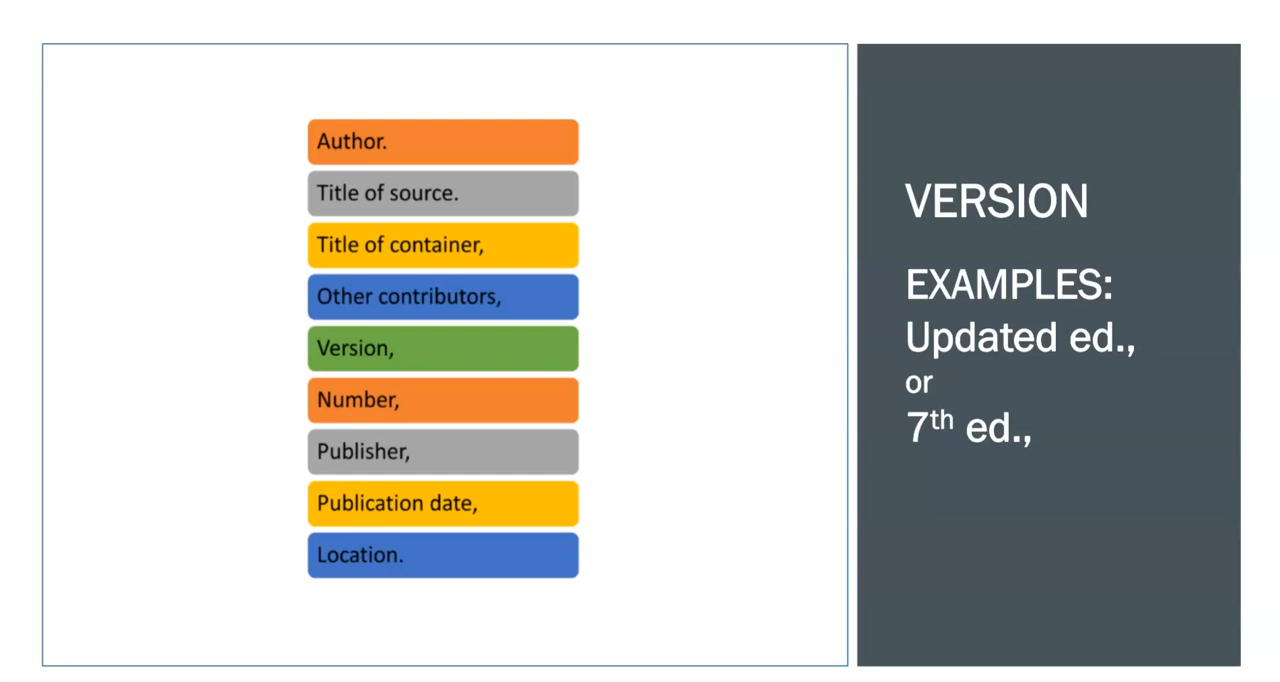 Author.
Title of source.
Title of container,
Other contributors,
Version,
Number,
Publisher,
Publication date,
Location.
VERSION
EXAMPLES:
Updated ed.,
or
7th ed.,